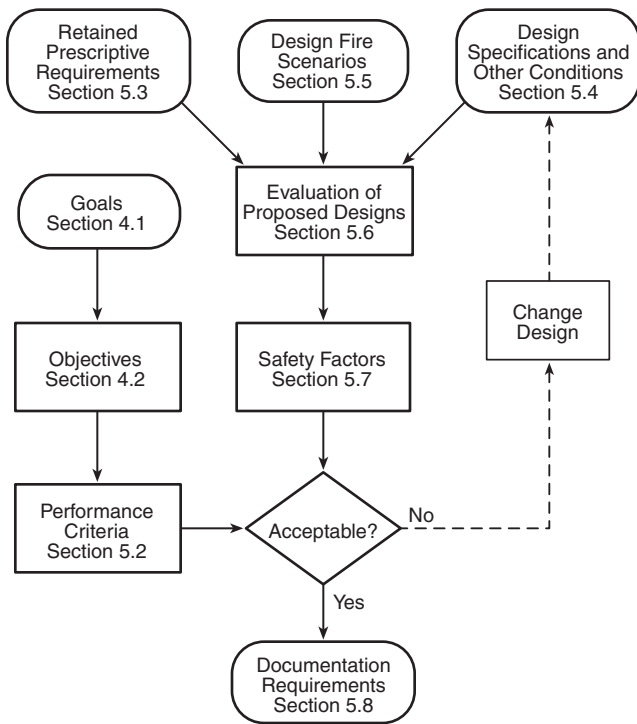 Retained
Prescriptive
Requirements
Section 5.3
Design Fire
Scenarios
Section 5.5
Design
Specifications and
Other Conditions
Section 5.4
Goals
Section 4.1
Evaluation of
Proposed Designs
Section 5.6
Change
Design
Objectives
Section 4.2
Safety Factors
Section 5.7
Performance
Criteria
Section 5.2
Acceptable?
No
Yes
Documentation
Requirements
Section 5.8